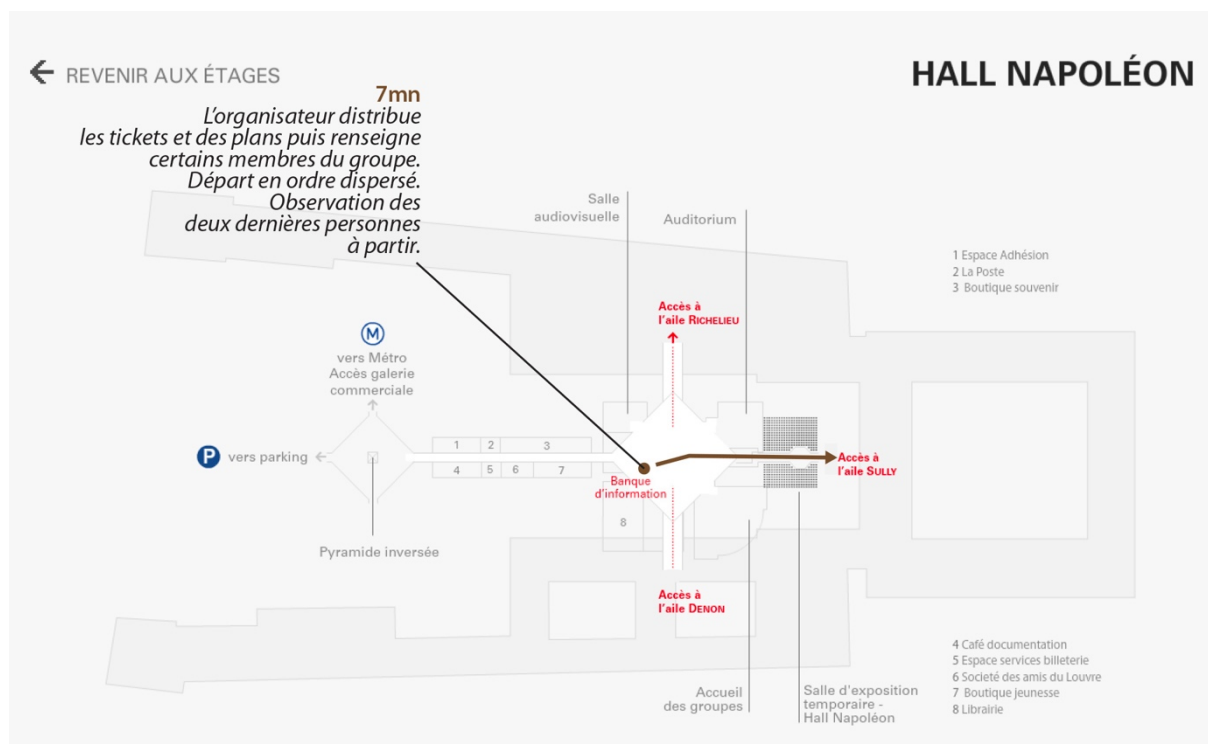 ← REVENIR AUX ÉTAGES
HALL NAPOLÉON
7mn
L'organisateur distribue
les tickets et des plans puis renseigne
certains membres du groupe.
Départ en ordre dispersé.
Observation des
deux dernières personnes
à partir.
Salle
audiovisuelle
Auditorium
1 Espace Adhésion
2 La Poste
3 Boutique souvenir
Accès à
l'aile RICHELIEU
M
vers Métro
Accès galerie
commerciale
P vers parking ←
1 2 3
4 5 6 7
Banque
d'information
Accès à
l'aile SULLY
8
Pyramide inversée
Accès à
l'aile DENON
4 Café documentation
5 Espace services billeterie
6 Societé des amis du Louvre
7 Boutique jeunesse
8 Librairie
Accueil
des groupes
Salle d'exposition
temporaire -
Hall Napoléon